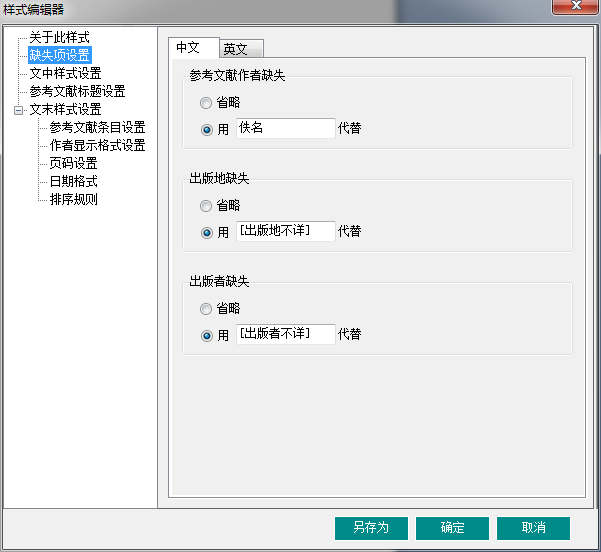 样式编辑器
关于此样式
缺失项设置
文中样式设置
参考文献标题设置
文末样式设置
参考文献条目设置
作者显示格式设置
页码设置
日期格式
排序规则
中文 英文
参考文献作者缺失
省略
用 佚名 代替
出版地缺失
省略
用 [出版地不详] 代替
出版者缺失
省略
用 [出版者不详] 代替
另存为 确定 取消